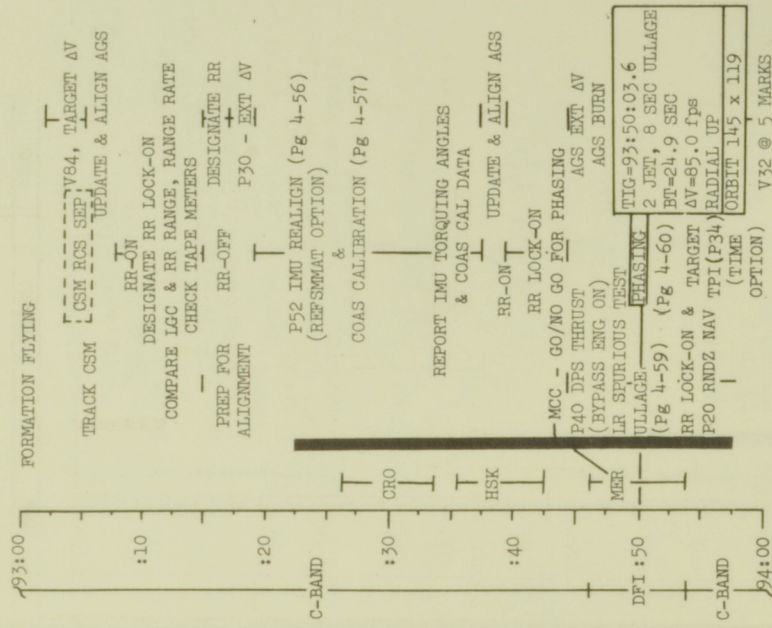 FORMATION FLYING
93:00
TRACK CSM
CSM RCS SEP
V84, TARGET ΔV
UPDATE & ALIGN AGS
RR-ON
:10
DESIGNATE RR LOCK-ON
COMPARE LGC & RR RANGE, RANGE RATE
CHECK TAPE METERS
PREP FOR
ALIGNMENT
RR-OFF
DESIGNATE RR
P30 - EXT ΔV
:20
C-BAND
P52 IMU REALIGN (Pg 4-56)
(REFSMMAT OPTION)
&
COAS CALIBRATION (Pg 4-57)
CRO
:30
REPORT IMU TORQUING ANGLES
& COAS CAL DATA
HSK
RR-ON
UPDATE & ALIGN AGS
:40
RR LOCK-ON
MCC - GO/NO GO FOR PHASING
P40 DPS THRUST
(BYPASS ENG ON)
AGS EXT ΔV
AGS BURN
LR SPURIOUS TEST
MER
DFI
:50
ULLAGE
PHASING
(Pg 4-59)
(Pg 4-60)
TIG=93:50:03.6
2 JET, 8 SEC ULLAGE
BT=24.9 SEC
ΔV=85.0 fps
RADIAL UP
ORBIT 145 x 119
RR LOCK-ON & TARGET
P20 RNDZ NAV TPI(P34)
(TIME
OPTION)
V32 @ 5 MARKS
C-BAND
94:00